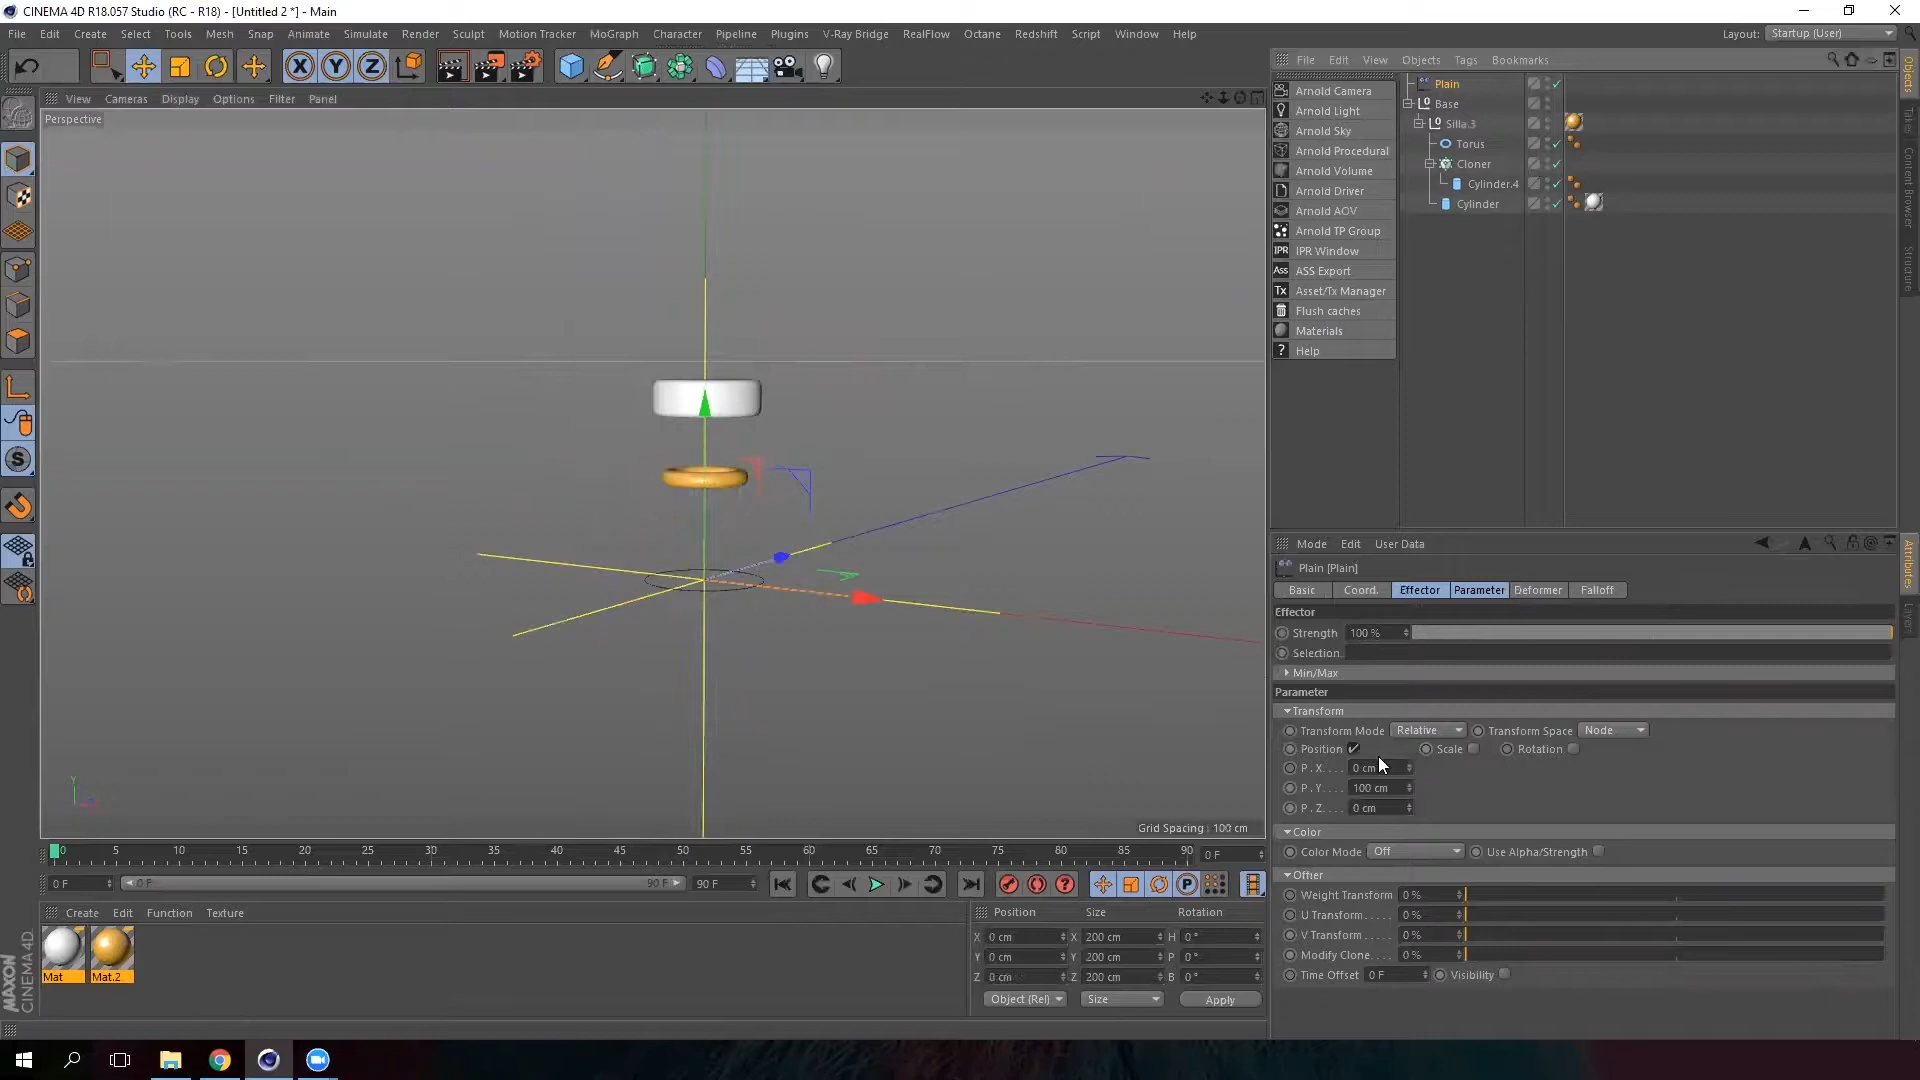 CINEMA 4D R18.057 Studio (RC - R18) - [Untitled 2 *] - Main
File Edit Create Select Tools Mesh Snap Animate Simulate Render Sculpt Motion Tracker MoGraph Character Pipeline Plugins V-Ray Bridge RealFlow Octane Redshift Script Window Help
Layout: Startup (User)
File Edit View Objects Tags Bookmarks
View Cameras Display Options Filter Panel
Perspective
Arnold Camera
Arnold Light
Arnold Sky
Arnold Procedural
Arnold Volume
Arnold Driver
Arnold AOV
Arnold TP Group
IPR IPR Window
Ass ASS Export
Tx Asset/Tx Manager
Flush caches
Materials
? Help
Plain
Base
Silla.3
Torus
Cloner
Cylinder.4
Cylinder
Objects
Takes
Content Browser
Structure
Attributes
Layers
Mode Edit User Data
Plain [Plain]
Basic Coord. Effector Parameter Deformer Falloff
Effector
Strength 100 %
Selection
Min/Max
Parameter
Transform
Transform Mode Relative Transform Space Node
Position Scale Rotation
P . X. . . . 0 cm
P . Y. . . . 100 cm
P . Z. . . . 0 cm
Color
Color Mode Off Use Alpha/Strength
Other
Weight Transform 0 %
U Transform. . . . . 0 %
V Transform. . . . . 0 %
Modify Clone. . . . 0 %
Time Offset 0 F Visibility
Y
Grid Spacing : 100 cm
0 5 10 15 20 25 30 35 40 45 50 55 60 65 70 75 80 85 90 0 F
0 F 0 F 90 F 90 F
Create Edit Function Texture
Mat Mat.2
MAXON CINEMA 4D
Position Size Rotation
X 0 cm X 200 cm H 0 °
Y 0 cm Y 200 cm P 0 °
Z 0 cm Z 200 cm B 0 °
Object (Rel) Size Apply